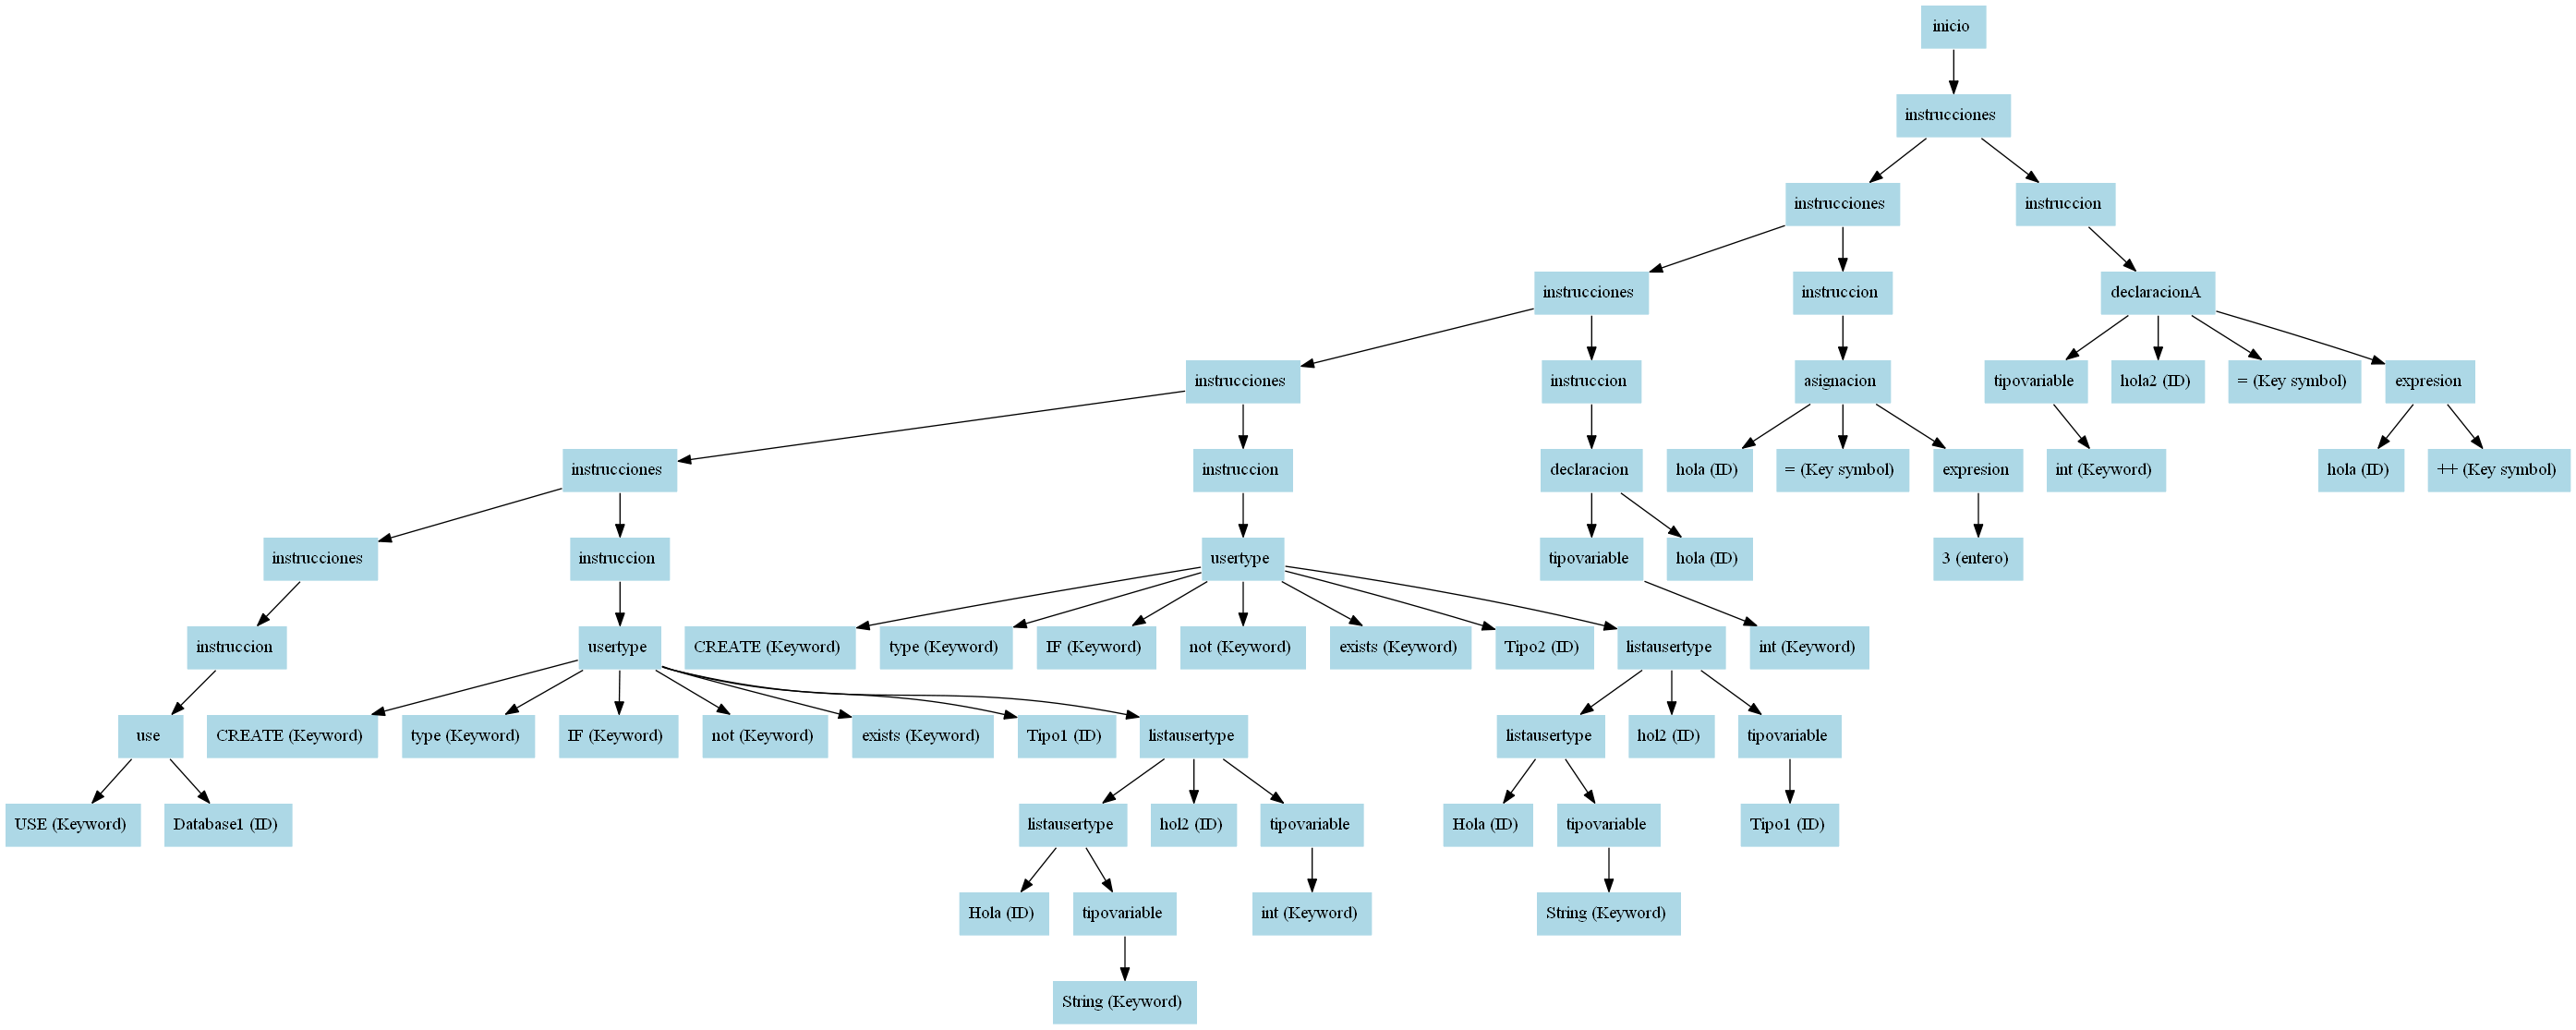 inicio
instrucciones
instrucciones
instruccion
instrucciones
instruccion
declaracionA
instrucciones
instruccion
asignacion
tipovariable
hola2 (ID)
= (Key symbol)
expresion
instrucciones
instruccion
declaracion
hola (ID)
= (Key symbol)
expresion
int (Keyword)
hola (ID)
++ (Key symbol)
instrucciones
instruccion
usertype
tipovariable
hola (ID)
3 (entero)
instruccion
usertype
CREATE (Keyword)
type (Keyword)
IF (Keyword)
not (Keyword)
exists (Keyword)
Tipo2 (ID)
listausertype
int (Keyword)
use
CREATE (Keyword)
type (Keyword)
IF (Keyword)
not (Keyword)
exists (Keyword)
Tipo1 (ID)
listausertype
listausertype
hol2 (ID)
tipovariable
USE (Keyword)
Database1 (ID)
listausertype
hol2 (ID)
tipovariable
Hola (ID)
tipovariable
Tipo1 (ID)
Hola (ID)
tipovariable
int (Keyword)
String (Keyword)
String (Keyword)